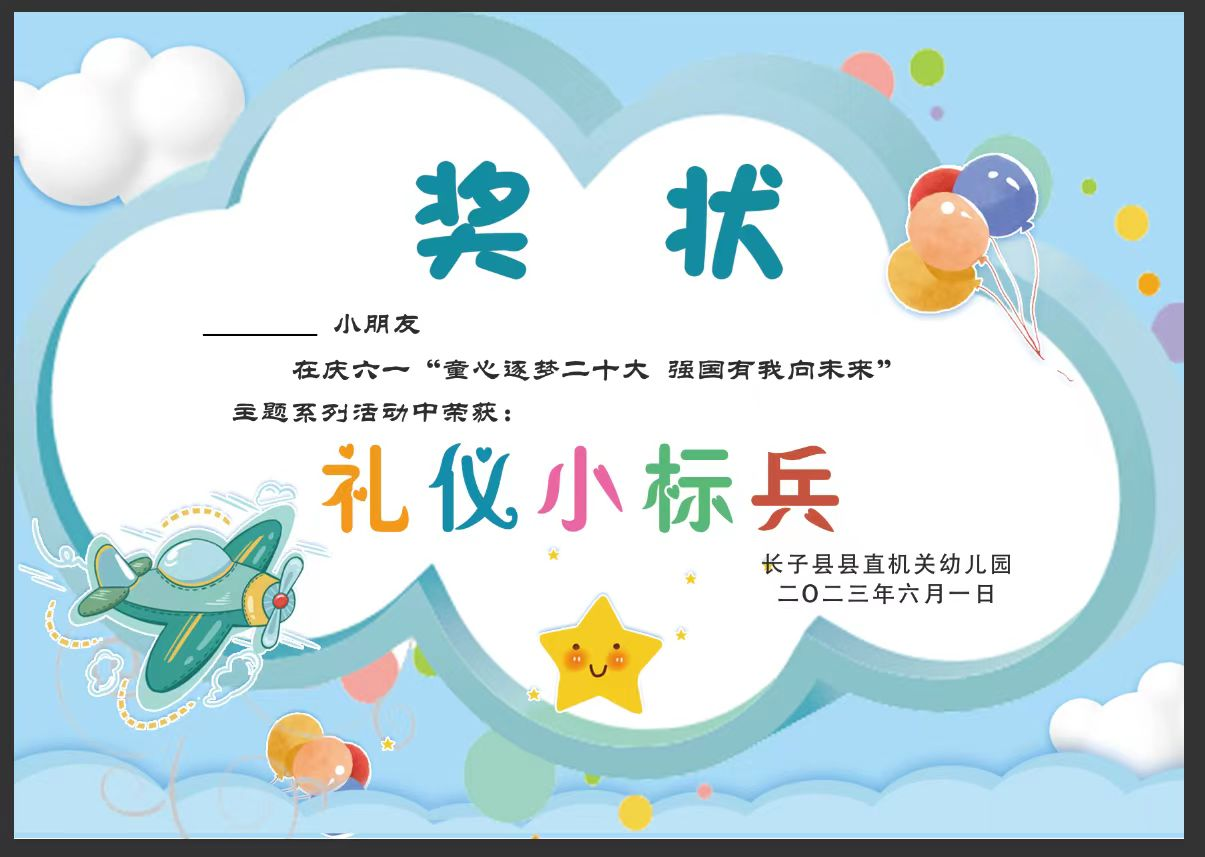 奖 状
______ 小朋友
在庆六一“童心逐梦二十大 强国有我向未来”
主题系列活动中荣获：
礼仪小标兵
长子县县直机关幼儿园
二〇二三年六月一日